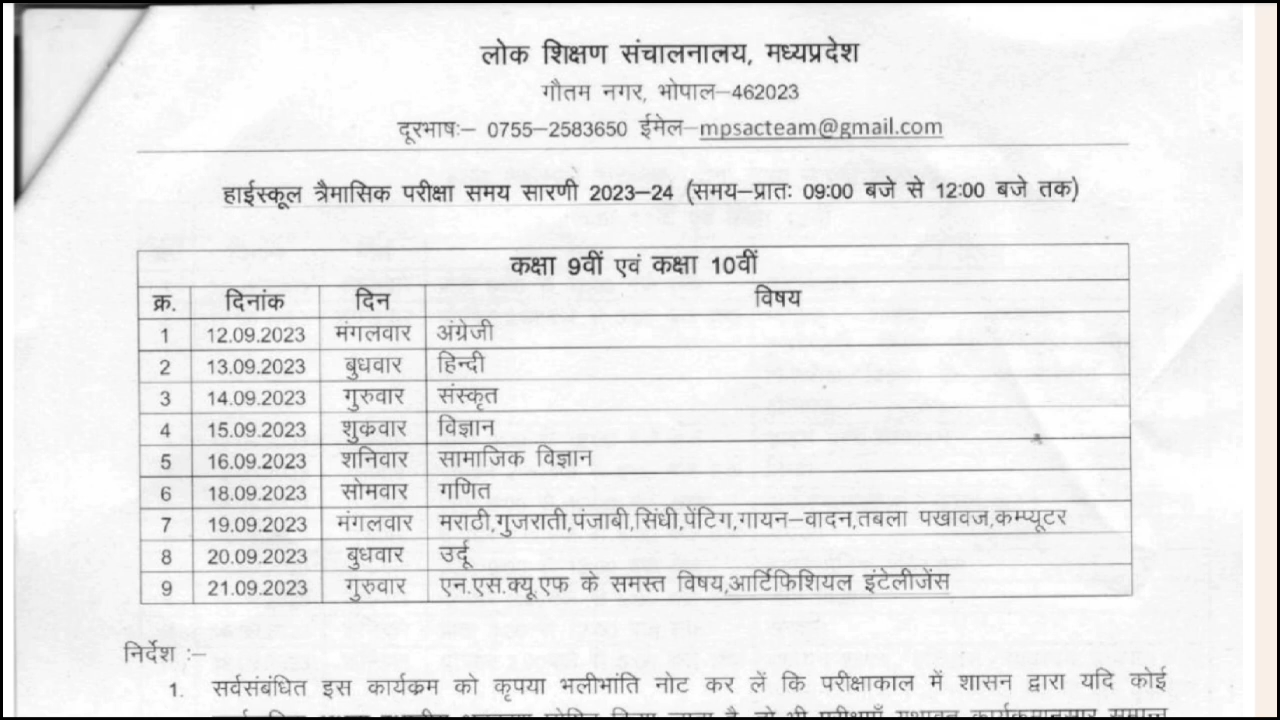 लोक शिक्षण संचालनालय, मध्यप्रदेश
गौतम नगर, भोपाल–462023
दूरभाषः– 0755–2583650 ईमेल–mpsacteam@gmail.com
हाईस्कूल त्रैमासिक परीक्षा समय सारणी 2023–24 (समय–प्रातः 09:00 बजे से 12:00 बजे तक)
कक्षा 9वीं एवं कक्षा 10वीं
क्र. दिनांक दिन विषय
1 12.09.2023 मंगलवार अंग्रेजी
2 13.09.2023 बुधवार हिन्दी
3 14.09.2023 गुरुवार संस्कृत
4 15.09.2023 शुक्रवार विज्ञान
5 16.09.2023 शनिवार सामाजिक विज्ञान
6 18.09.2023 सोमवार गणित
7 19.09.2023 मंगलवार मराठी,गुजराती,पंजाबी,सिंधी,पेंटिग,गायन–वादन,तबला पखावज,कम्प्यूटर
8 20.09.2023 बुधवार उर्दू
9 21.09.2023 गुरुवार एन.एस.क्यू.एफ के समस्त विषय,आर्टिफिशियल इंटेलीजेंस
निर्देश :–
1. सर्वसंबंधित इस कार्यक्रम को कृपया भलीभांति नोट कर लें कि परीक्षाकाल में शासन द्वारा यदि कोई